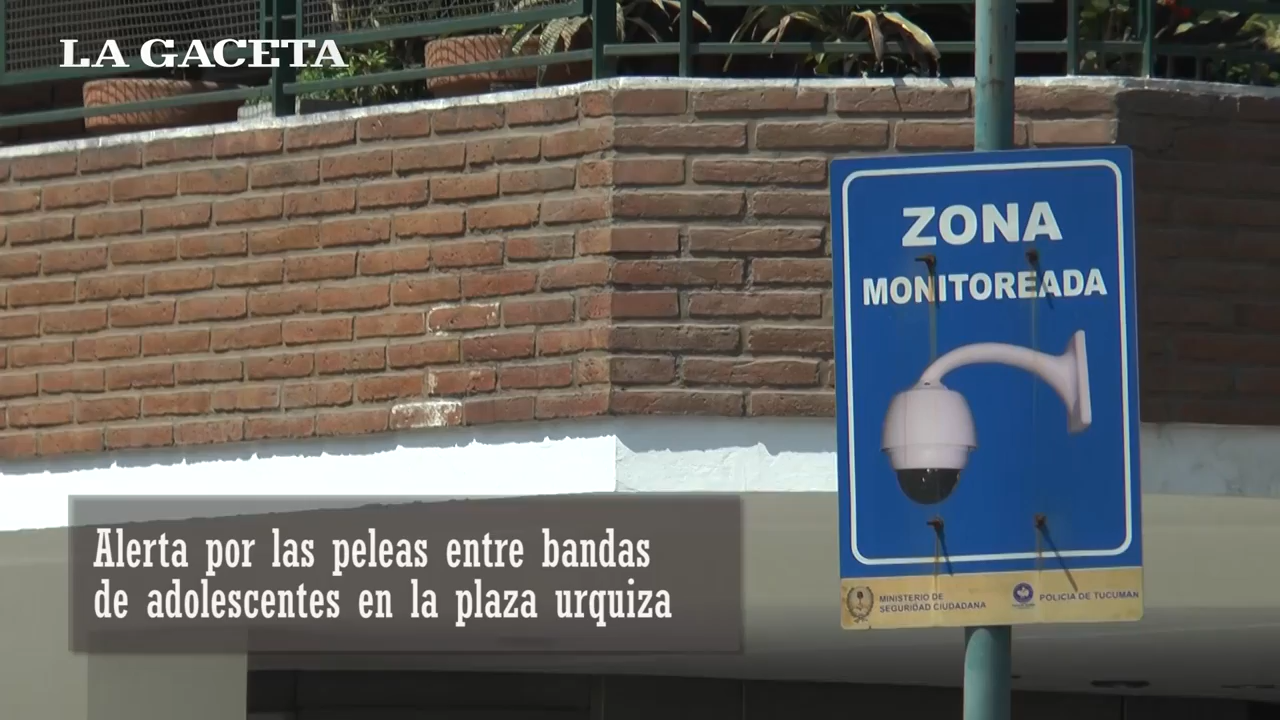 LA GACETA
ZONA
MONITOREADA
Alerta por las peleas entre bandas
de adolescentes en la plaza urquiza
MINISTERIO DE
SEGURIDAD CIUDADANA
POLICIA DE TUCUMAN